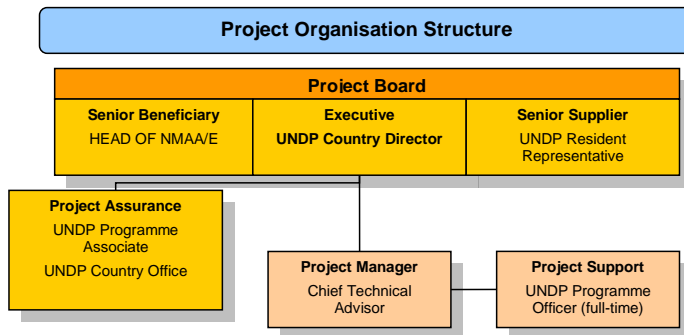 Project Organisation Structure
Project Board
Senior Beneficiary
HEAD OF NMAA/E
Executive
UNDP Country Director
Senior Supplier
UNDP Resident
Representative
Project Assurance
UNDP Programme
Associate
UNDP Country Office
Project Manager
Chief Technical
Advisor
Project Support
UNDP Programme
Officer (full-time)